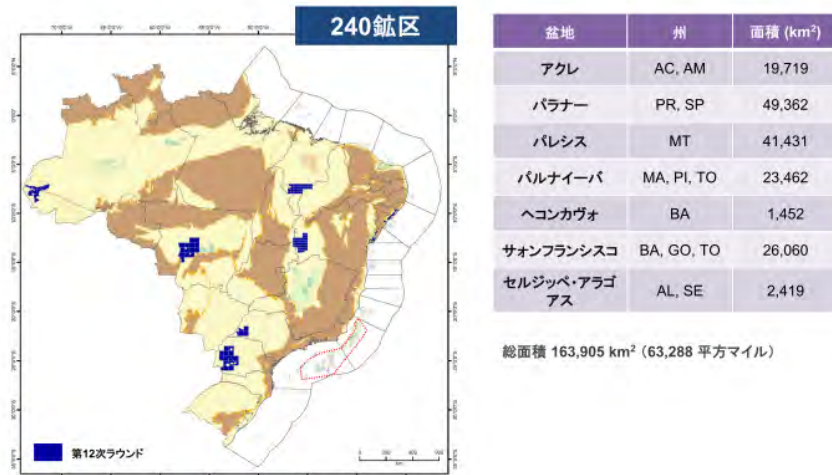 240鉱区
盆地 州 面積 (km²)
アクレ AC, AM 19,719
パラナー PR, SP 49,362
パレシス MT 41,431
パルナイーバ MA, PI, TO 23,462
ヘコンカヴォ BA 1,452
サォンフランシスコ BA, GO, TO 26,060
セルジッペ・アラゴ
アス AL, SE 2,419
総面積 163,905 km² (63,288 平方マイル)
第12次ラウンド